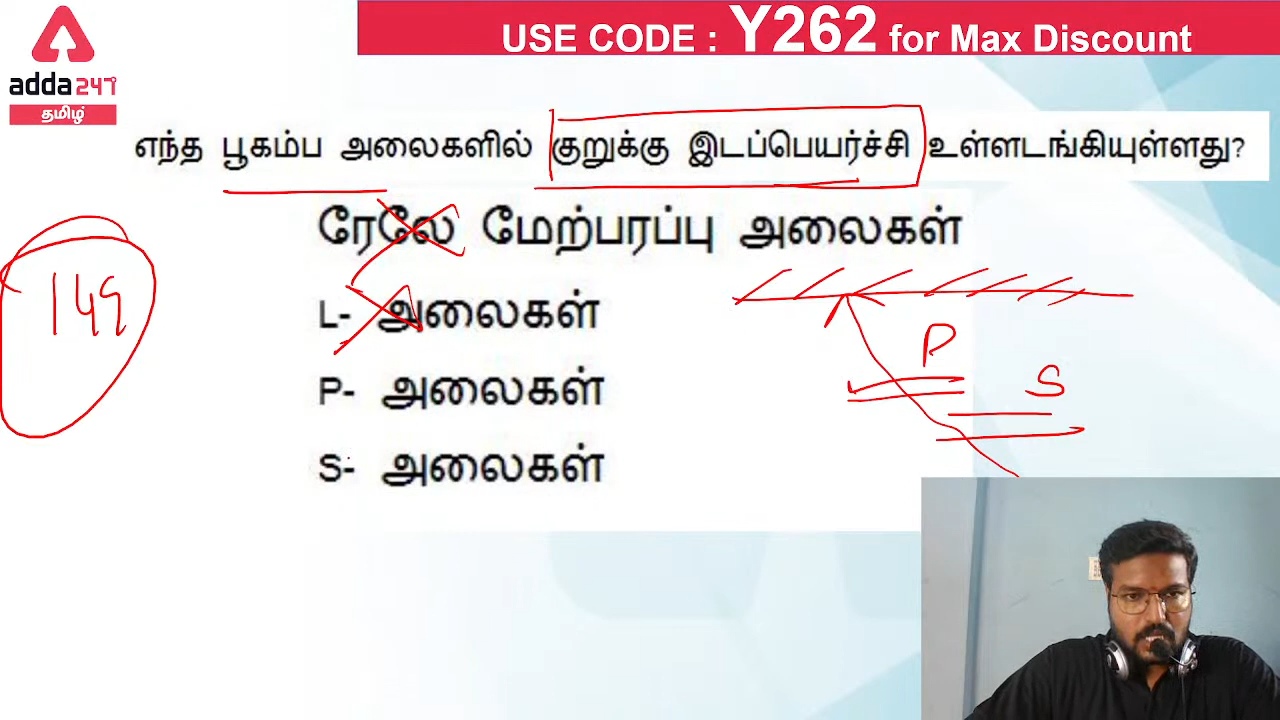 USE CODE : Y262 for Max Discount
adda247
தமிழ்
எந்த பூகம்ப அலைகளில் குறுக்கு இடப்பெயர்ச்சி உள்ளடங்கியுள்ளது?
ரேலே மேற்பரப்பு அலைகள்
149
L- அலைகள்
P
P- அலைகள்
S
S- அலைகள்